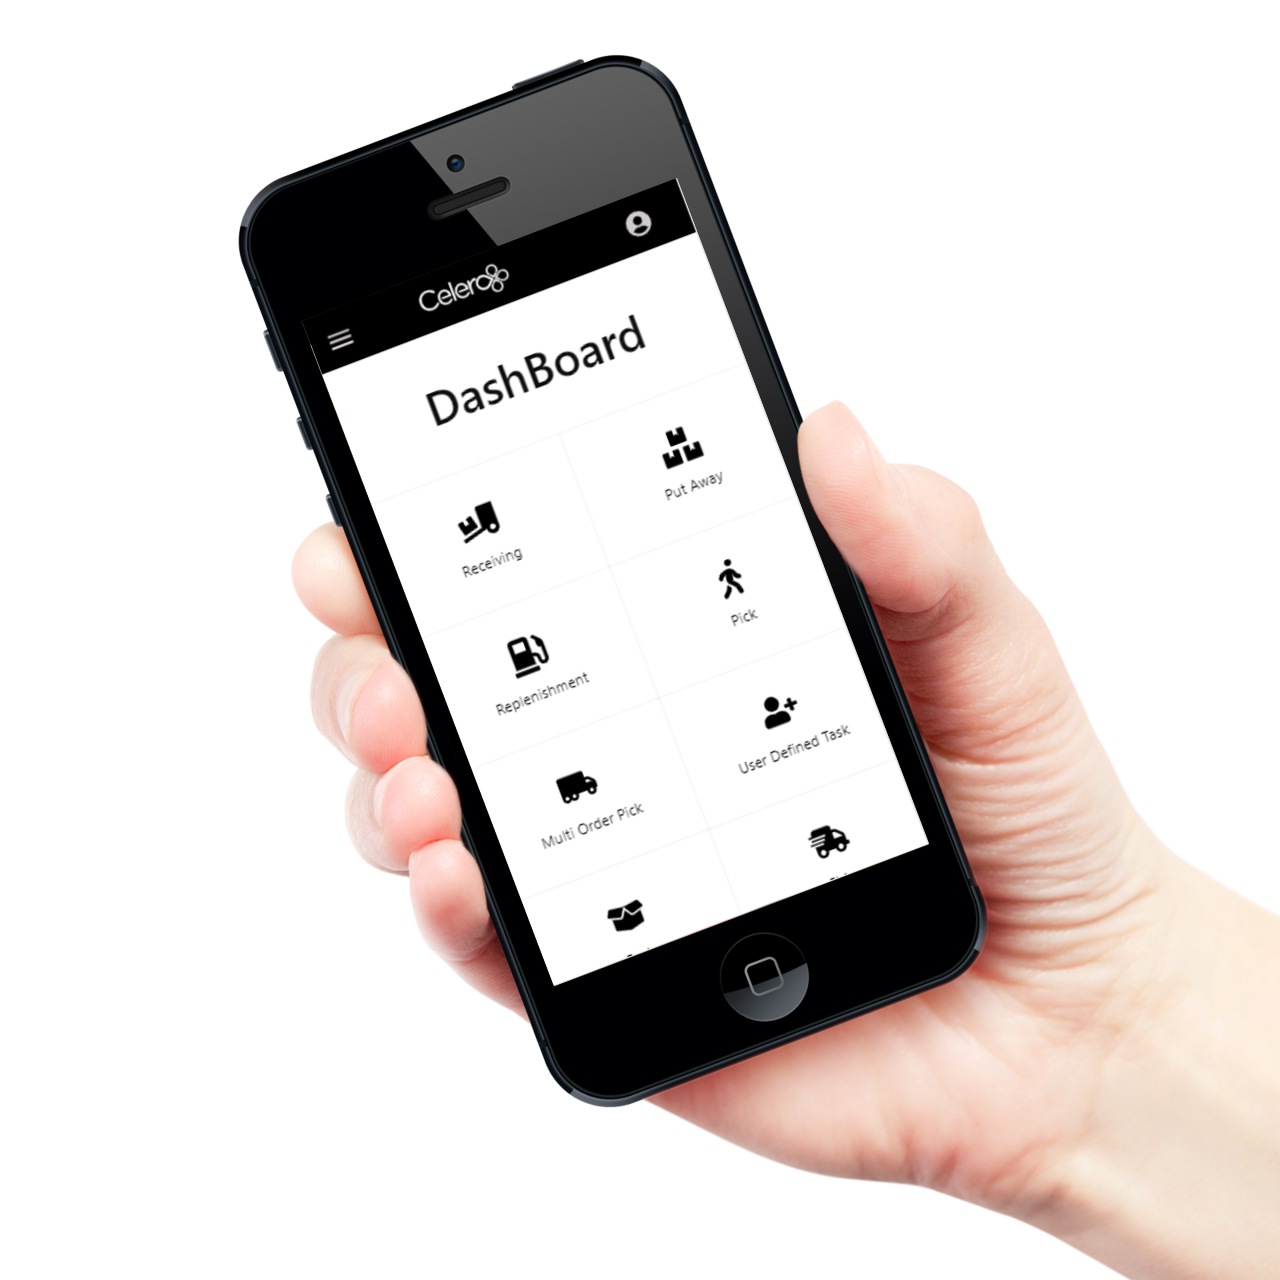 Celero
DashBoard
Receiving
Put Away
Replenishment
Pick
Multi Order Pick
User Defined Task